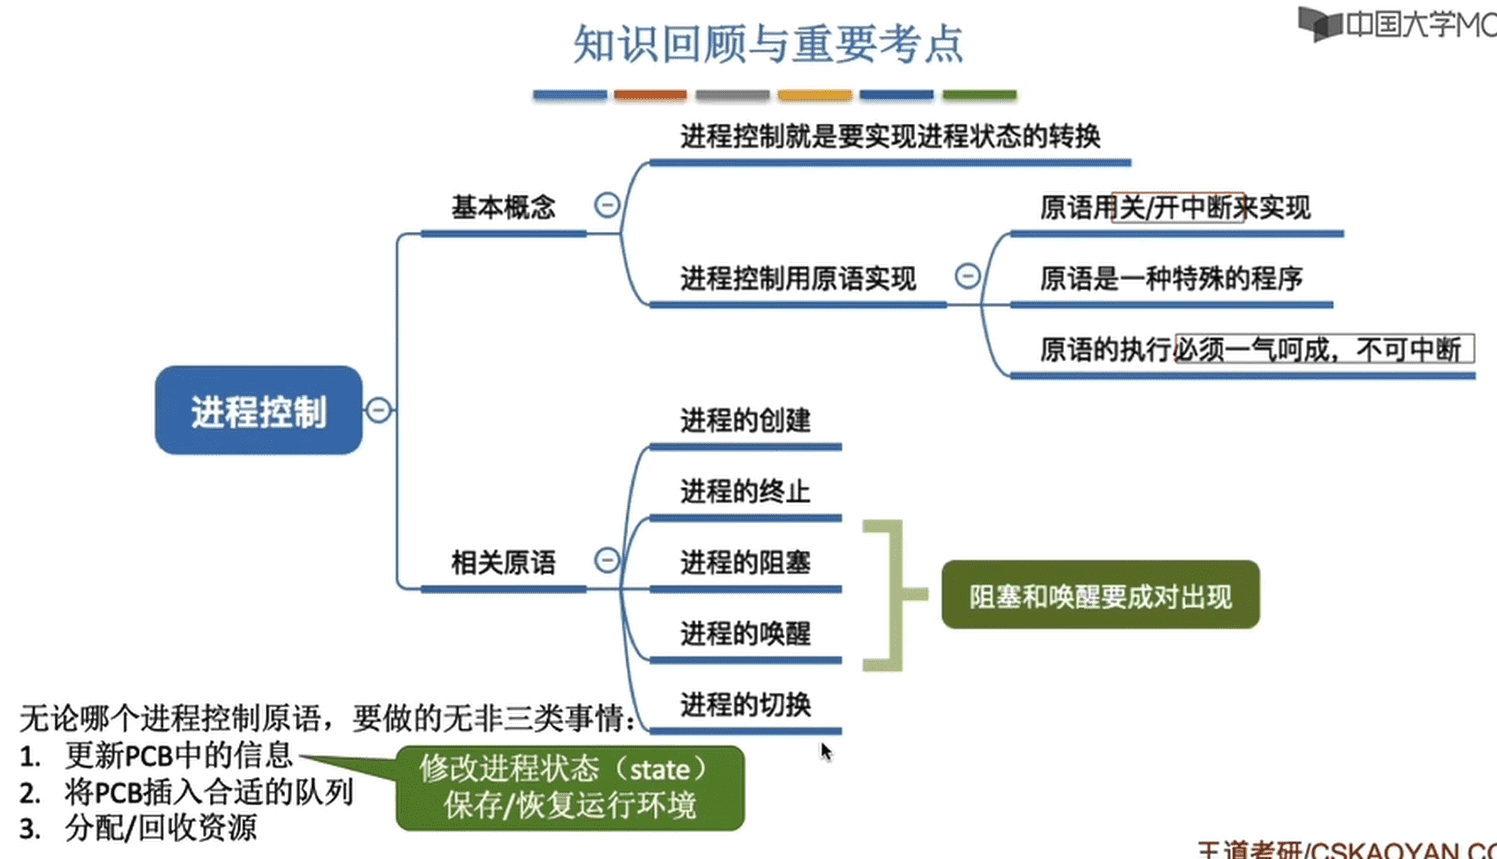 中国大学MO
知识回顾与重要考点
进程控制就是要实现进程状态的转换
基本概念
原语用关/开中断来实现
进程控制用原语实现
原语是一种特殊的程序
原语的执行必须一气呵成，不可中断
进程控制
进程的创建
进程的终止
相关原语
进程的阻塞
阻塞和唤醒要成对出现
进程的唤醒
进程的切换
无论哪个进程控制原语，要做的无非三类事情：
1. 更新PCB中的信息
2. 将PCB插入合适的队列
3. 分配/回收资源
修改进程状态（state）
保存/恢复运行环境
王道考研/CSKAOYAN.CO